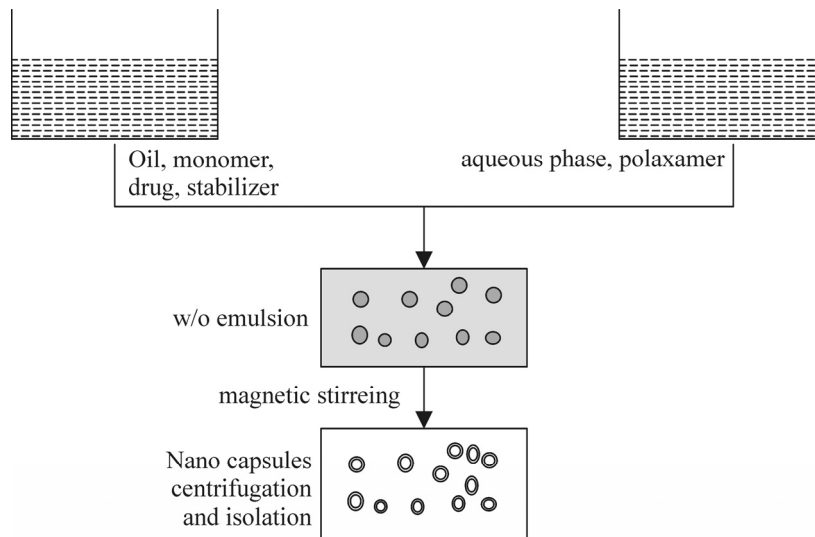 Oil, monomer,
drug, stabilizer
aqueous phase, polaxamer
w/o emulsion
magnetic stirreing
Nano capsules
centrifugation
and isolation